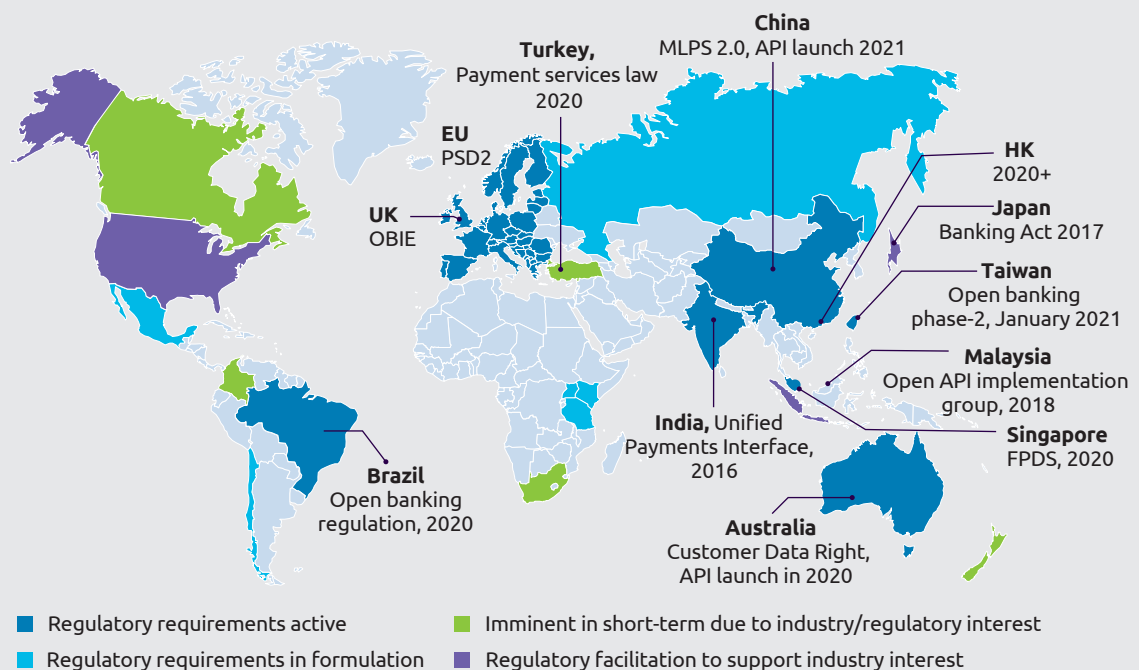 China
MLPS 2.0, API launch 2021
Turkey,
Payment services law
2020
EU
PSD2
UK
OBIE
HK
2020+
Japan
Banking Act 2017
Taiwan
Open banking
phase-2, January 2021
Malaysia
Open API implementation
group, 2018
Singapore
FPDS, 2020
India, Unified
Payments Interface,
2016
Brazil
Open banking
regulation, 2020
Australia
Customer Data Right,
API launch in 2020
Regulatory requirements active
Imminent in short-term due to industry/regulatory interest
Regulatory requirements in formulation
Regulatory facilitation to support industry interest